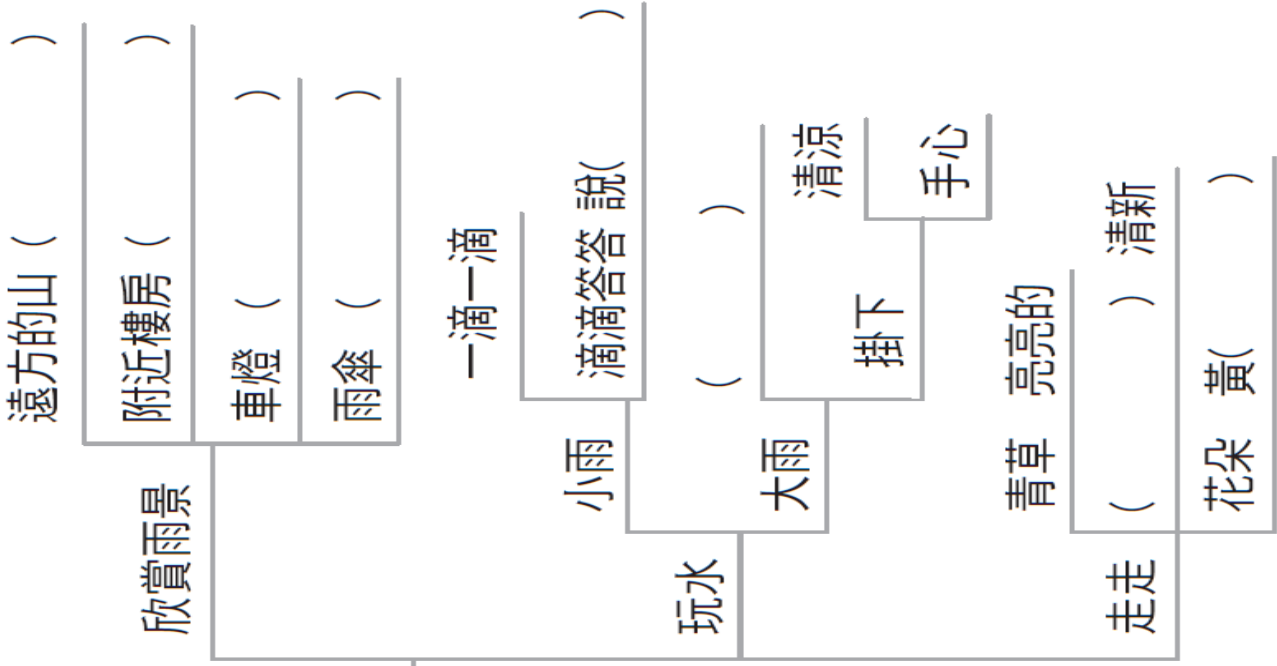 遠方的山 (　　　)
附近樓房 (　　　)
欣賞雨景
車燈 (　　　)
雨傘 (　　　)
一滴一滴
小雨
滴滴答答 說(　　　)
玩水
(　　　)
大雨
清涼
掛下
手心
青草 亮亮的
走走
(　　　) 清新
花朵 黃(　　　)